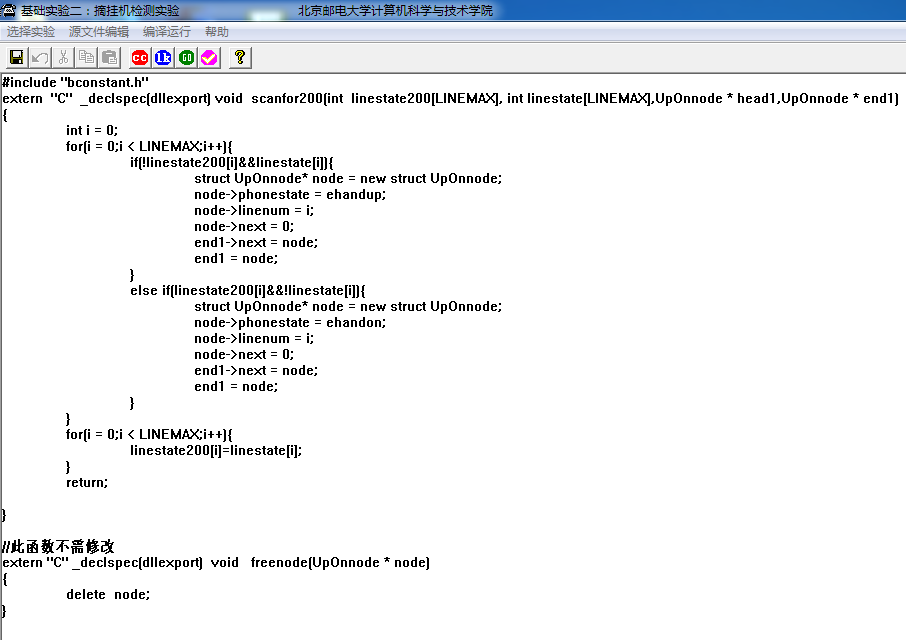 基础实验二：摘挂机检测实验 北京邮电大学计算机科学与技术学院
选择实验 源文件编辑 编译运行 帮助
CC lk GO ?
#include "bconstant.h"
extern "C" _declspec(dllexport) void scanfor200(int linestate200[LINEMAX], int linestate[LINEMAX],UpOnnode * head1,UpOnnode * end1)
{
int i = 0;
for(i = 0;i < LINEMAX;i++){
if(!linestate200[i]&&linestate[i]){
struct UpOnnode* node = new struct UpOnnode;
node->phonestate = ehandup;
node->linenum = i;
node->next = 0;
end1->next = node;
end1 = node;
}
else if(linestate200[i]&&!linestate[i]){
struct UpOnnode* node = new struct UpOnnode;
node->phonestate = ehandon;
node->linenum = i;
node->next = 0;
end1->next = node;
end1 = node;
}
}
for(i = 0;i < LINEMAX;i++){
linestate200[i]=linestate[i];
}
return;
}
//此函数不需修改
extern "C" _declspec(dllexport) void freenode(UpOnnode * node)
{
delete node;
}